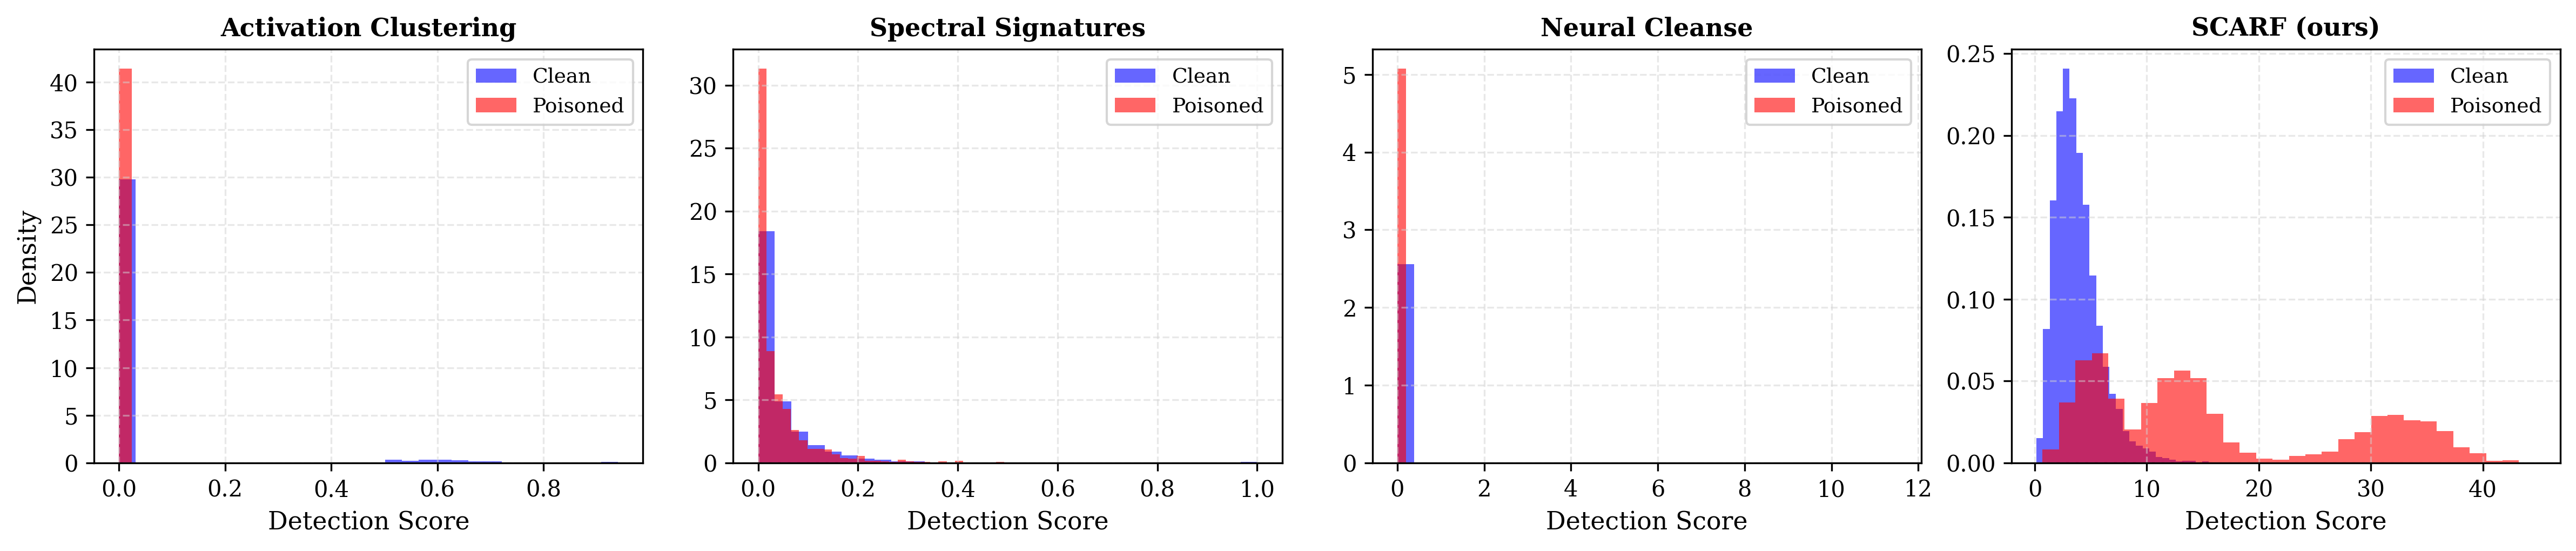 Activation Clustering
Density
40
35
30
25
20
15
10
5
0
0.0 0.2 0.4 0.6 0.8
Detection Score
Clean
Poisoned
Spectral Signatures
30
25
20
15
10
5
0
0.0 0.2 0.4 0.6 0.8 1.0
Detection Score
Clean
Poisoned
Neural Cleanse
5
4
3
2
1
0
0 2 4 6 8 10 12
Detection Score
Clean
Poisoned
SCARF (ours)
0.25
0.20
0.15
0.10
0.05
0.00
0 10 20 30 40
Detection Score
Clean
Poisoned